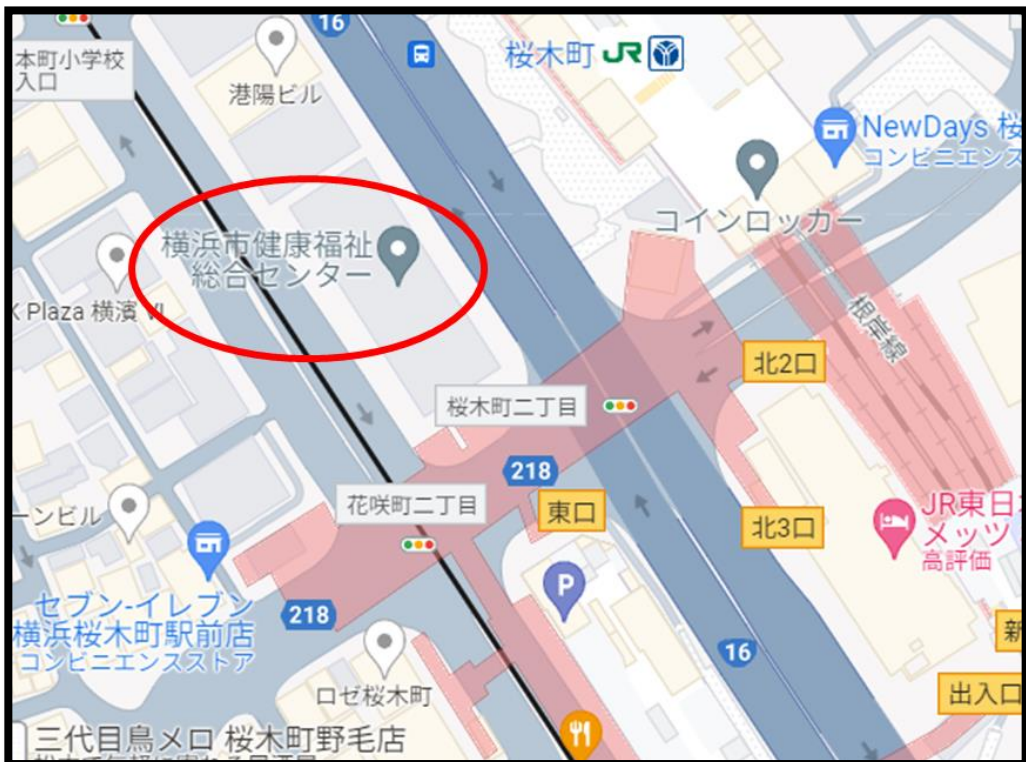 16
桜木町 JR
本町小学校
入口
港陽ビル
NewDays 桜
コンビニエンス
コインロッカー
横浜市健康福祉
総合センター
K Plaza 横濱 VI
根岸線
北2口
桜木町二丁目
218
花咲町二丁目
東口
北3口
JR東日本
メッツ
高評価
ーンビル
P
セブン-イレブン
横浜桜木町駅前店
コンビニエンスストア
218
16
新
出入口
ロゼ桜木町
三代目鳥メロ 桜木町野毛店